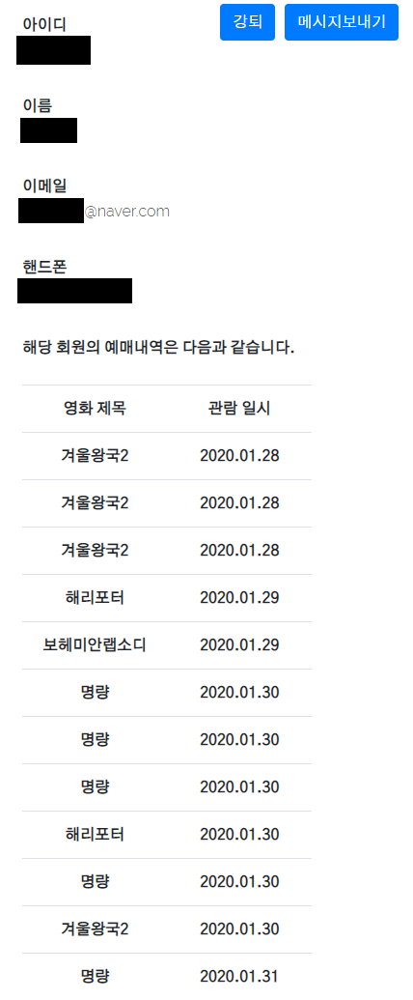 아이디
강퇴
메시지보내기
이름
이메일
@naver.com
핸드폰
해당 회원의 예매내역은 다음과 같습니다.
영화 제목 관람 일시
겨울왕국2 2020.01.28
겨울왕국2 2020.01.28
겨울왕국2 2020.01.28
해리포터 2020.01.29
보헤미안랩소디 2020.01.29
명량 2020.01.30
명량 2020.01.30
명량 2020.01.30
해리포터 2020.01.30
명량 2020.01.30
겨울왕국2 2020.01.30
명량 2020.01.31